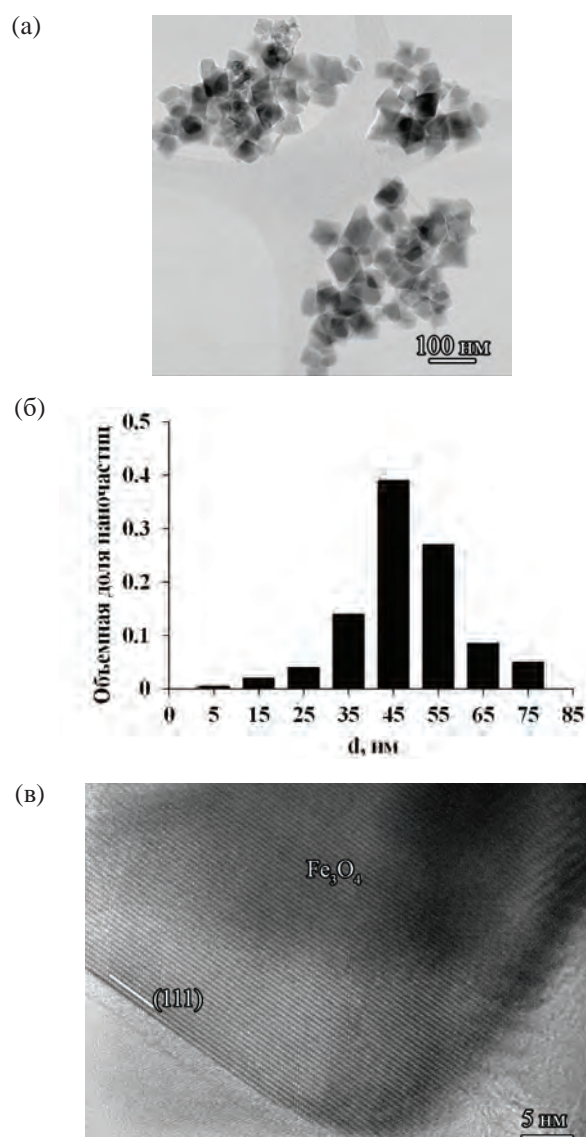 (а)
100 нм
(б)
Объемная доля наночастиц
0.5
0.4
0.3
0.2
0.1
0
0 5 15 25 35 45 55 65 75 85
d, нм
(в)
Fe₃O₄
(111)
5 нм